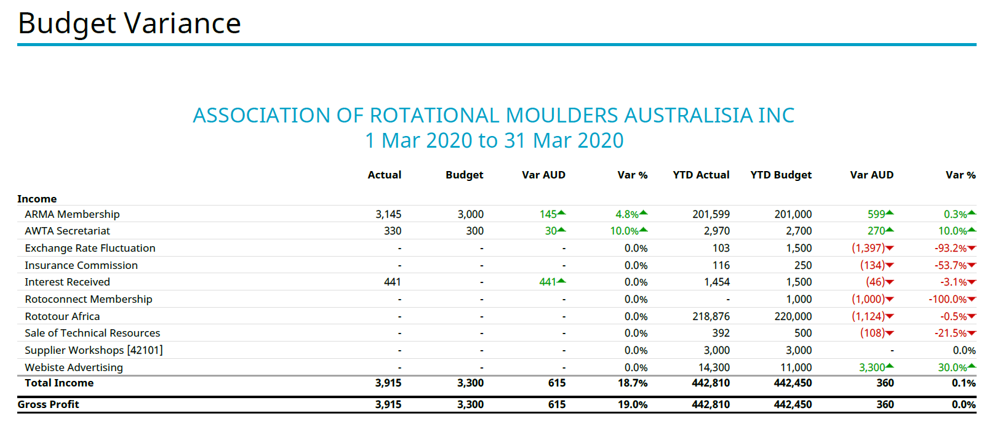 Budget Variance
ASSOCIATION OF ROTATIONAL MOULDERS AUSTRALISIA INC
1 Mar 2020 to 31 Mar 2020
Actual Budget Var AUD Var % YTD Actual YTD Budget Var AUD Var %
Income
ARMA Membership 3,145 3,000 145 4.8% 201,599 201,000 599 0.3%
AWTA Secretariat 330 300 30 10.0% 2,970 2,700 270 10.0%
Exchange Rate Fluctuation - - - 0.0% 103 1,500 (1,397) -93.2%
Insurance Commission - - - 0.0% 116 250 (134) -53.7%
Interest Received 441 - 441 0.0% 1,454 1,500 (46) -3.1%
Rotoconnect Membership - - - 0.0% - 1,000 (1,000) -100.0%
Rototour Africa - - - 0.0% 218,876 220,000 (1,124) -0.5%
Sale of Technical Resources - - - 0.0% 392 500 (108) -21.5%
Supplier Workshops [42101] - - - 0.0% 3,000 3,000 - 0.0%
Webiste Advertising - - - 0.0% 14,300 11,000 3,300 30.0%
Total Income 3,915 3,300 615 18.7% 442,810 442,450 360 0.1%
Gross Profit 3,915 3,300 615 19.0% 442,810 442,450 360 0.0%